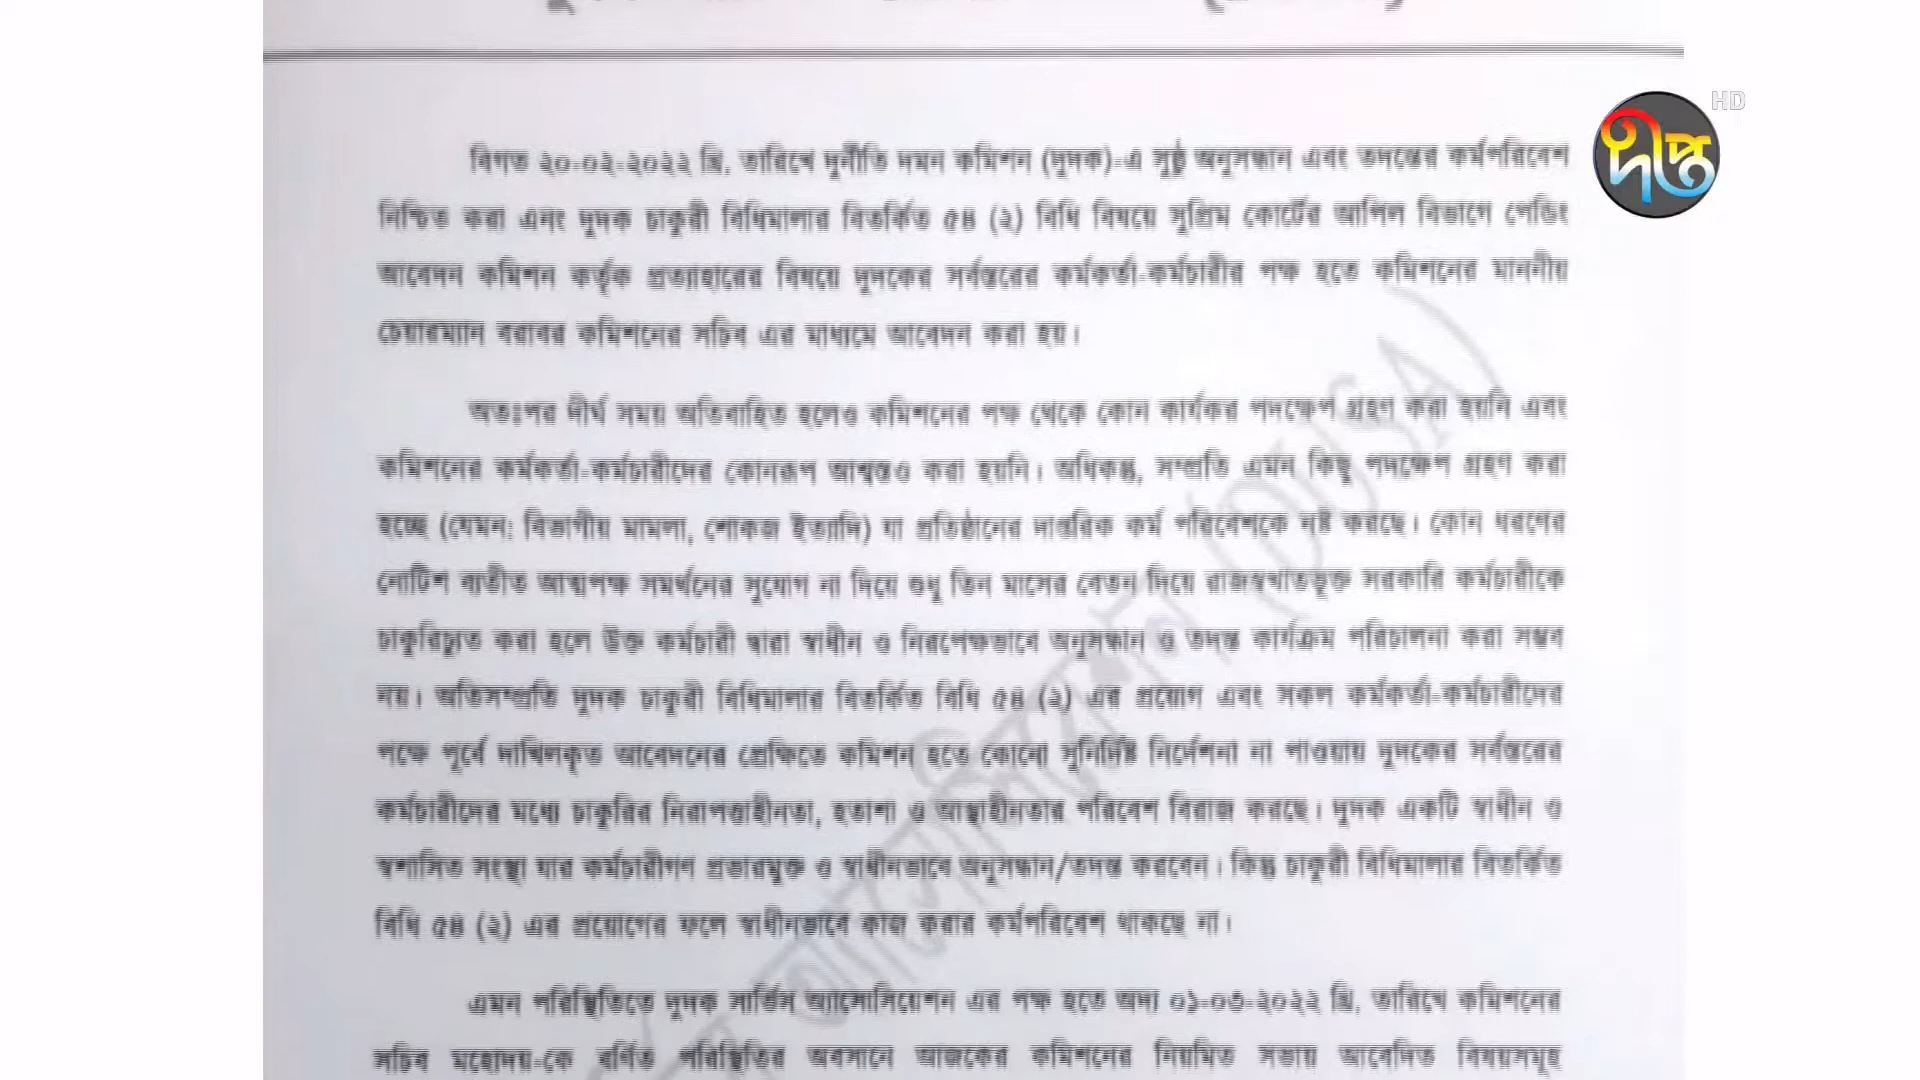 দীপ্ত HD
বিগত ২০-০২-২০২২ খ্রি. তারিখে দুর্নীতি দমন কমিশন (দুদক)-এ সুষ্ঠু অনুসন্ধান এবং তদন্তের কর্মপরিবেশ
নিশ্চিত করা এবং দুদক চাকুরী বিধিমালার বিতর্কিত ৫৪ (২) বিধি বিষয়ে সুপ্রিম কোর্টের আপিল বিভাগে পেন্ডিং
আবেদন কমিশন কর্তৃক প্রত্যাহারের বিষয়ে দুদকের সর্বস্তরের কর্মকর্তা-কর্মচারীর পক্ষ হতে কমিশনের মাননীয়
চেয়ারম্যান বরাবর কমিশনের সচিব এর মাধ্যমে আবেদন করা হয়।
অতঃপর দীর্ঘ সময় অতিবাহিত হলেও কমিশনের পক্ষ থেকে কোন কার্যকর পদক্ষেপ গ্রহণ করা হয়নি এবং
কমিশনের কর্মকর্তা-কর্মচারীদের কোনরূপ আশ্বস্তও করা হয়নি। অধিকন্তু, সম্প্রতি এমন কিছু পদক্ষেপ গ্রহণ করা
হচ্ছে (যেমন: বিভাগীয় মামলা, শোকজ ইত্যাদি) যা প্রতিষ্ঠানের দাপ্তরিক কর্ম পরিবেশকে নষ্ট করছে। কোন ধরণের
নোটিশ ব্যতীত আত্মপক্ষ সমর্থনের সুযোগ না দিয়ে শুধু তিন মাসের বেতন দিয়ে রাজস্বখাতভূক্ত সরকারি কর্মচারীকে
চাকুরিচ্যুত করা হলে উক্ত কর্মচারী দ্বারা স্বাধীন ও নিরপেক্ষভাবে অনুসন্ধান ও তদন্ত কার্যক্রম পরিচালনা করা সম্ভব
নয়। অতিসম্প্রতি দুদক চাকুরী বিধিমালার বিতর্কিত বিধি ৫৪ (২) এর প্রয়োগ এবং সকল কর্মকর্তা-কর্মচারীদের
পক্ষে পূর্বে দাখিলকৃত আবেদনের প্রেক্ষিতে কমিশন হতে কোনো সুনির্দিষ্ট নির্দেশনা না পাওয়ায় দুদকের সর্বস্তরের
কর্মচারীদের মধ্যে চাকুরির নিরাপত্তাহীনতা, হতাশা ও আস্থাহীনতার পরিবেশ বিরাজ করছে। দুদক একটি স্বাধীন ও
স্বশাসিত সংস্থা যার কর্মচারীগণ প্রভাবমুক্ত ও স্বাধীনভাবে অনুসন্ধান/তদন্ত করবেন। কিন্তু চাকুরী বিধিমালার বিতর্কিত
বিধি ৫৪ (২) এর প্রয়োগের ফলে স্বাধীনভাবে কাজ করার কর্মপরিবেশ থাকছে না।
এমন পরিস্থিতিতে দুদক সার্ভিস অ্যাসোসিয়েশন এর পক্ষ হতে অদ্য ০১-০৩-২০২২ খ্রি. তারিখে কমিশনের
সচিব মহোদয়-কে বর্ণিত পরিস্থিতির অবসানে আজকের কমিশনের নিয়মিত সভায় আবেদিত বিষয়সমূহ